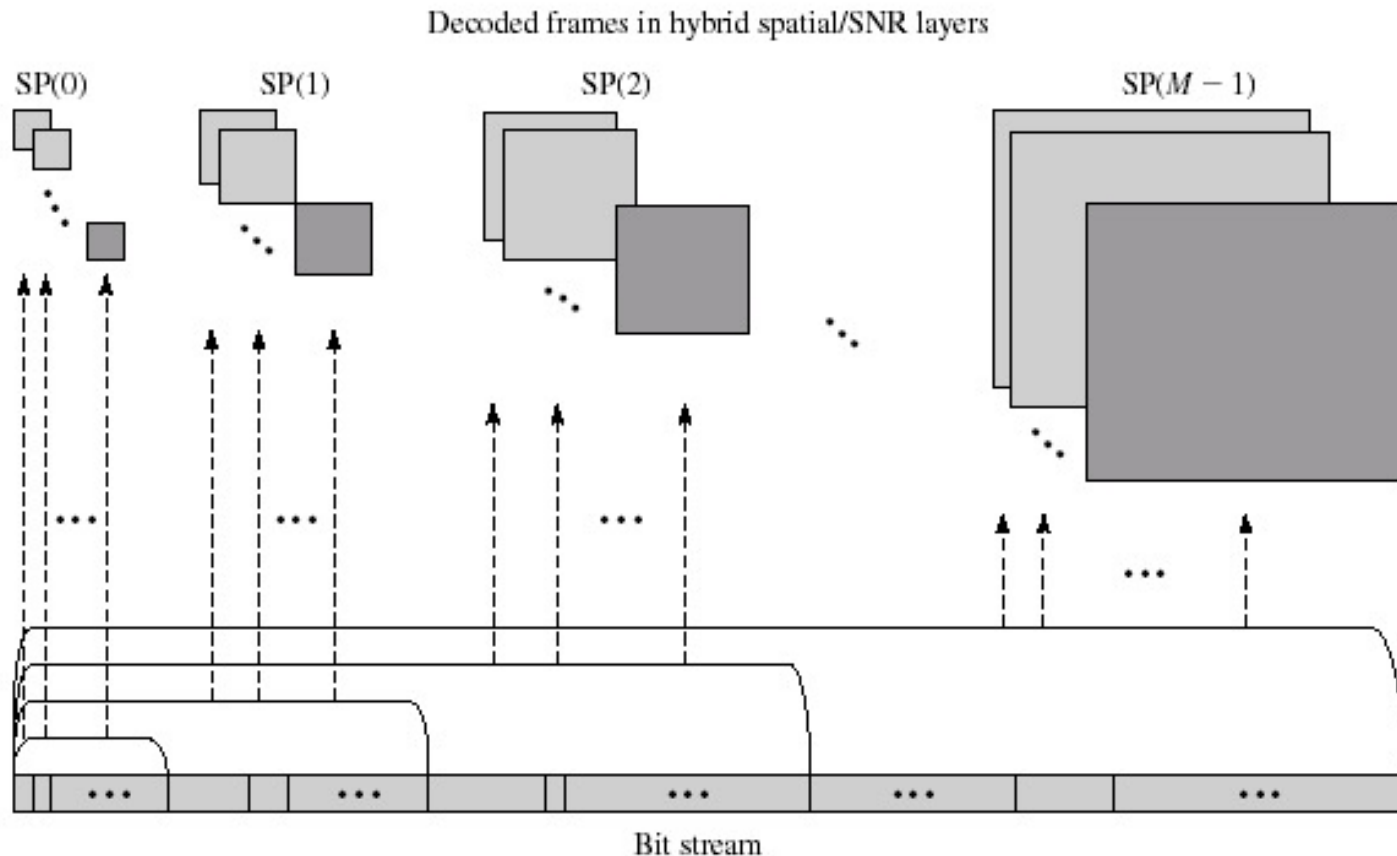 Decoded frames in hybrid spatial/SNR layers
SP(0) SP(1) SP(2) SP(M − 1)
Bit stream